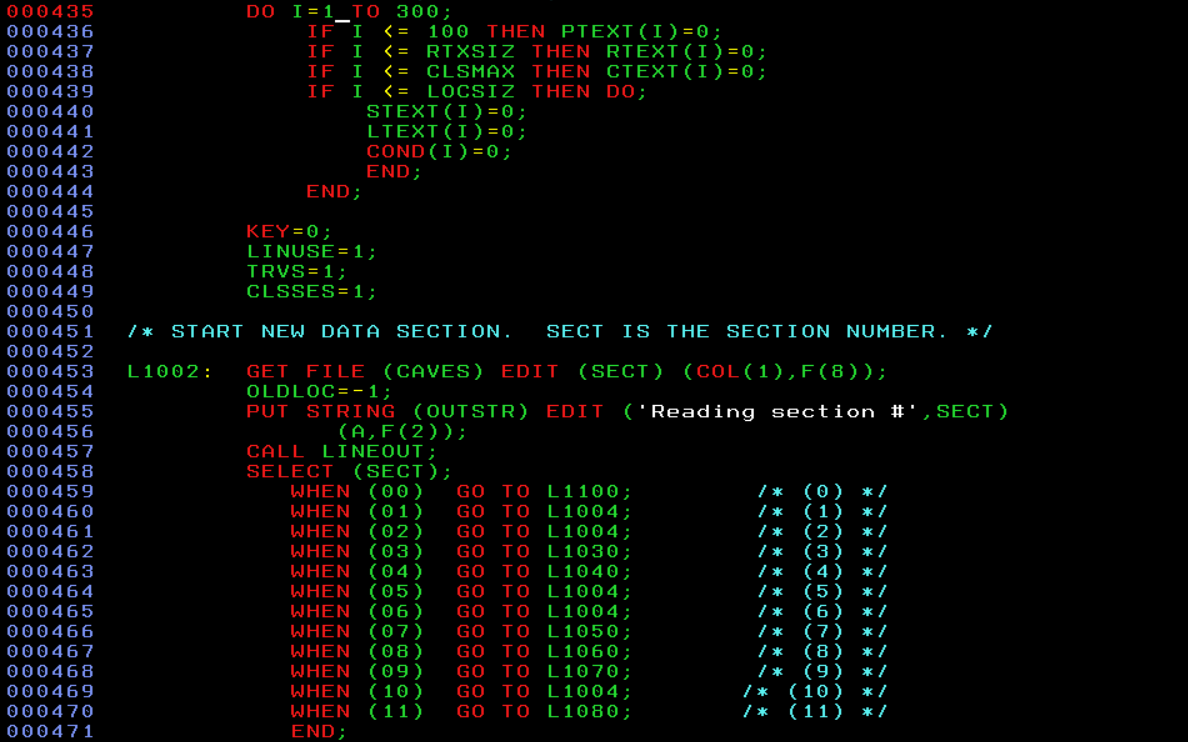 000435          DO I=1 TO 300;
000436              IF I <= 100 THEN PTEXT(I)=0;
000437              IF I <= RTXSIZ THEN RTEXT(I)=0;
000438              IF I <= CLSMAX THEN CTEXT(I)=0;
000439              IF I <= LOCSIZ THEN DO;
000440                  STEXT(I)=0;
000441                  LTEXT(I)=0;
000442                  COND(I)=0;
000443                  END;
000444              END;
000445
000446          KEY=0;
000447          LINUSE=1;
000448          TRVS=1;
000449          CLSSES=1;
000450
000451  /* START NEW DATA SECTION.  SECT IS THE SECTION NUMBER. */
000452
000453  L1002:  GET FILE (CAVES) EDIT (SECT) (COL(1),F(8));
000454          OLDLOC=-1;
000455          PUT STRING (OUTSTR) EDIT ('Reading section #',SECT)
000456                (A,F(2));
000457          CALL LINEOUT;
000458          SELECT (SECT);
000459             WHEN (00)  GO TO L1100;        /* (0) */
000460             WHEN (01)  GO TO L1004;        /* (1) */
000461             WHEN (02)  GO TO L1004;        /* (2) */
000462             WHEN (03)  GO TO L1030;        /* (3) */
000463             WHEN (04)  GO TO L1040;        /* (4) */
000464             WHEN (05)  GO TO L1004;        /* (5) */
000465             WHEN (06)  GO TO L1004;        /* (6) */
000466             WHEN (07)  GO TO L1050;        /* (7) */
000467             WHEN (08)  GO TO L1060;        /* (8) */
000468             WHEN (09)  GO TO L1070;        /* (9) */
000469             WHEN (10)  GO TO L1004;       /* (10) */
000470             WHEN (11)  GO TO L1080;       /* (11) */
000471             END;